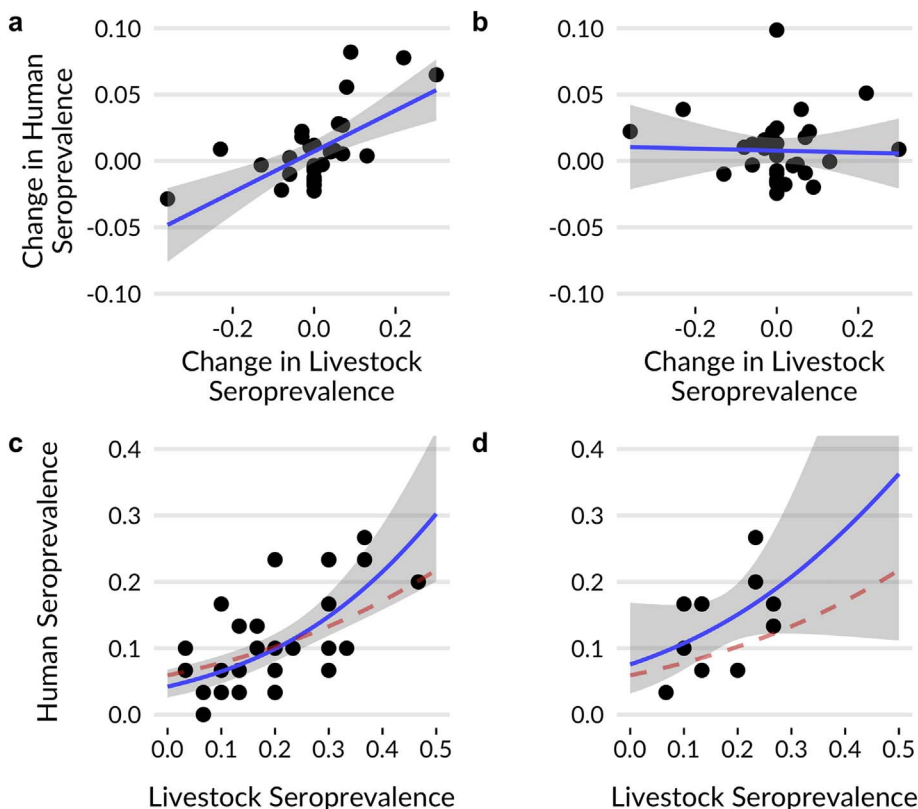 a
b
0.10
0.05
0.00
-0.05
-0.10
0.10
0.05
0.00
-0.05
-0.10
Change in Human
Seroprevalence
-0.2 0.0 0.2
-0.2 0.0 0.2
Change in Livestock
Seroprevalence
Change in Livestock
Seroprevalence
c
d
0.4
0.3
0.2
0.1
0.0
0.4
0.3
0.2
0.1
0.0
Human Seroprevalence
0.0 0.1 0.2 0.3 0.4 0.5
0.0 0.1 0.2 0.3 0.4 0.5
Livestock Seroprevalence
Livestock Seroprevalence